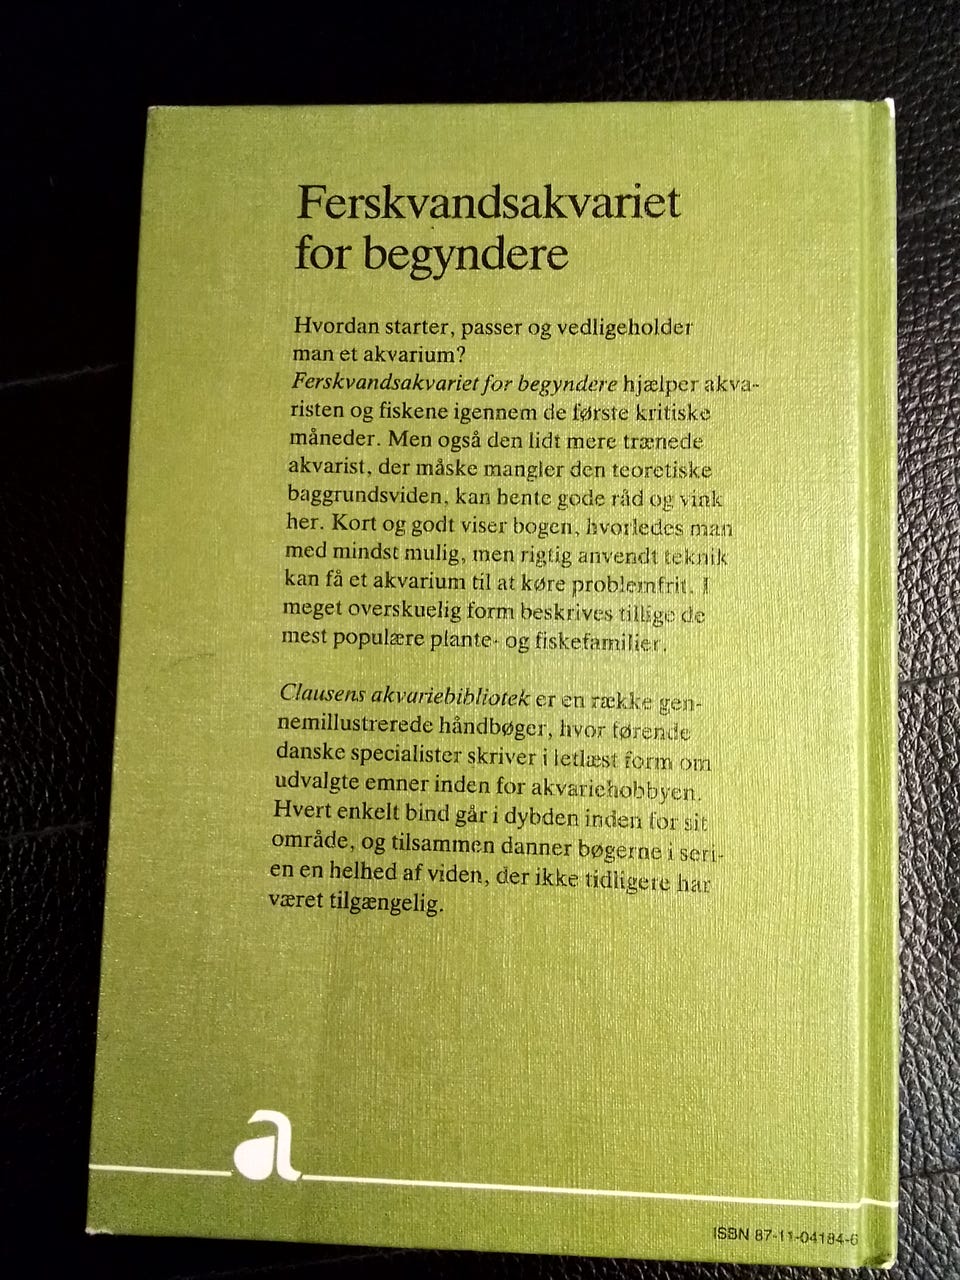 Ferskvandsakvariet
for begyndere
Hvordan starter, passer og vedligeholder
man et akvarium?
Ferskvandsakvariet for begyndere hjælper akva-
risten og fiskene igennem de første kritiske
måneder. Men også den lidt mere trænede
akvarist, der måske mangler den teoretiske
baggrundsviden, kan hente gode råd og vink
her. Kort og godt viser bogen, hvorledes man
med mindst mulig, men rigtig anvendt teknik
kan få et akvarium til at køre problemfrit. I
meget overskuelig form beskrives tillige de
mest populære plante- og fiskefamilier.
Clausens akvariebibliotek er en række gen-
nemillustrerede håndbøger, hvor førende
danske specialister skriver i letlæst form om
udvalgte emner inden for akvariehobbyen.
Hvert enkelt bind går i dybden inden for sit
område, og tilsammen danner bøgerne i seri-
en en helhed af viden, der ikke tidligere har
været tilgængelig.
a
ISBN 87-11-04184-6